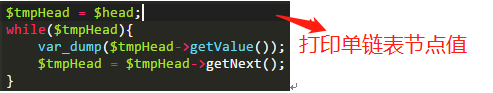 $tmpHead = $head;
while($tmpHead){
    var_dump($tmpHead->getValue());
    $tmpHead = $tmpHead->getNext();
}
打印单链表节点值